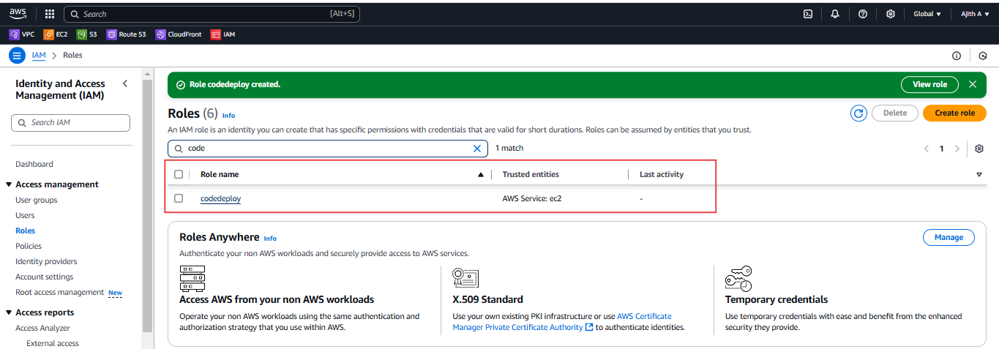 aws Search [Alt+S] Global Ajith A
VPC EC2 S3 Route 53 CloudFront IAM
IAM > Roles
Identity and Access
Management (IAM)
Search IAM
Dashboard
Access management
User groups
Users
Roles
Policies
Identity providers
Account settings
Root access management New
Access reports
Access Analyzer
External access
Role codedeploy created. View role
Roles (6) Info Delete Create role
An IAM role is an identity you can create that has specific permissions with credentials that are valid for short durations. Roles can be assumed by entities that you trust.
code 1 match 1
Role name Trusted entities Last activity
codedeploy AWS Service: ec2 -
Roles Anywhere Info Manage
Authenticate your non AWS workloads and securely provide access to AWS services.
Access AWS from your non AWS workloads
Operate your non AWS workloads using the same authentication and
authorization strategy that you use within AWS.
X.509 Standard
Use your own existing PKI infrastructure or use AWS Certificate
Manager Private Certificate Authority to authenticate identities.
Temporary credentials
Use temporary credentials with ease and benefit from the enhanced
security they provide.